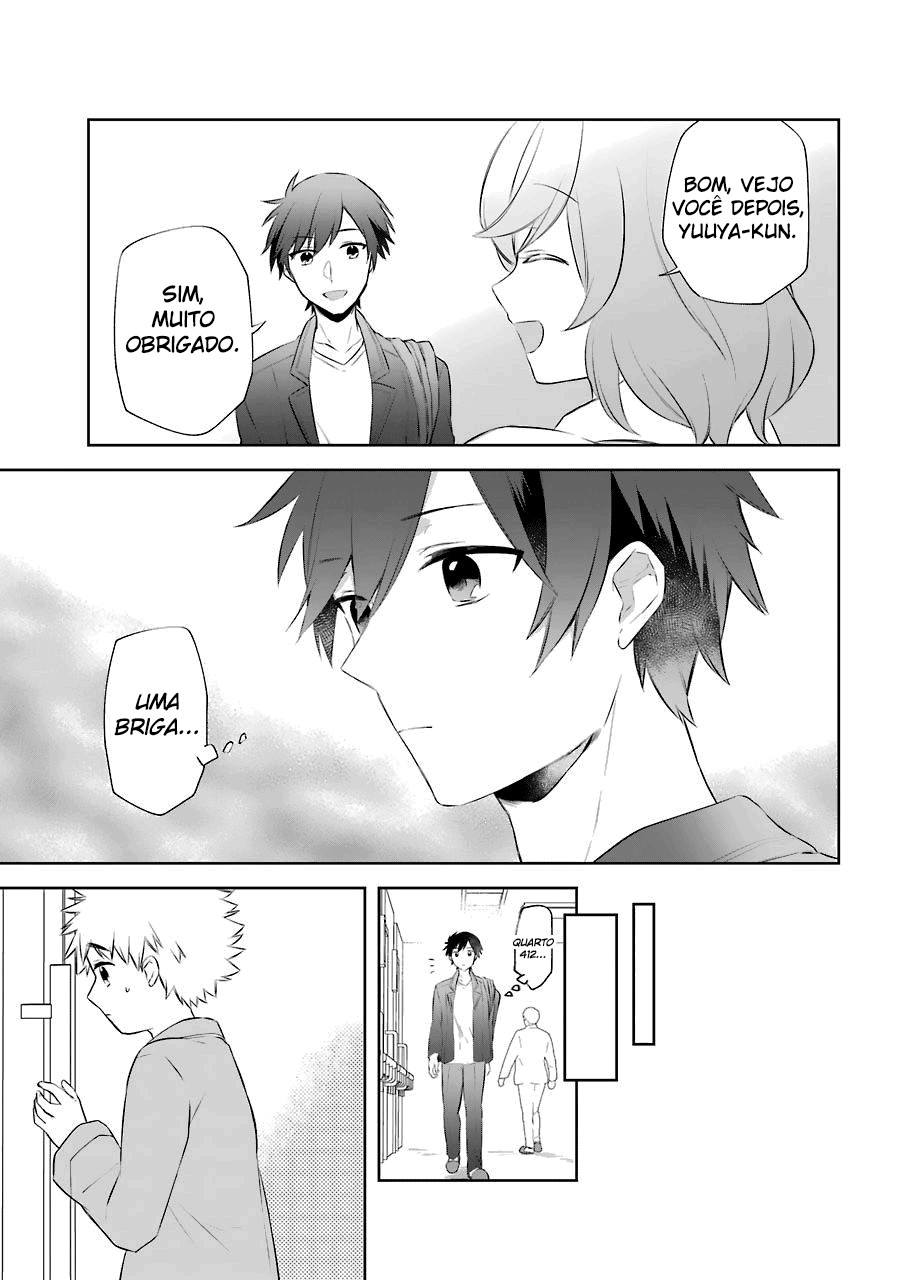 BOM, VEJO
VOCÊ DEPOIS,
YUUYA-KUN.
SIM,
MUITO
OBRIGADO.
UMA
BRIGA...
QUARTO
412...